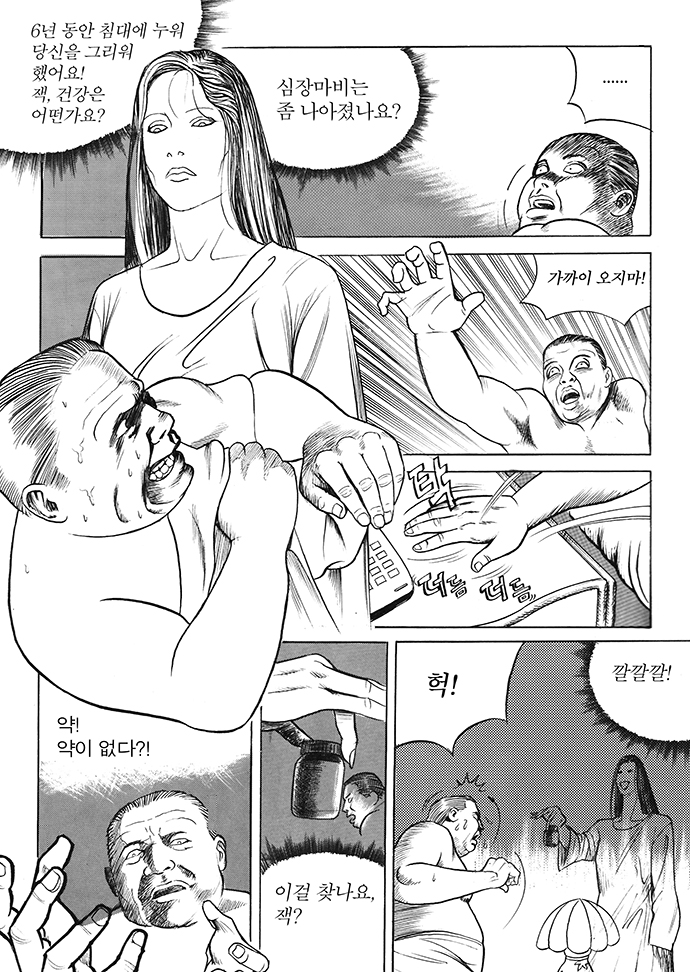 6년 동안 침대에 누워
당신을 그리워
했어요!
잭, 건강은
어떤가요?
심장마비는
좀 나아졌나요?
......
가까이 오지마!
탁
더듬 더듬
약!
약이 없다?!
이걸 찾나요,
잭?
헉!
깔깔깔!